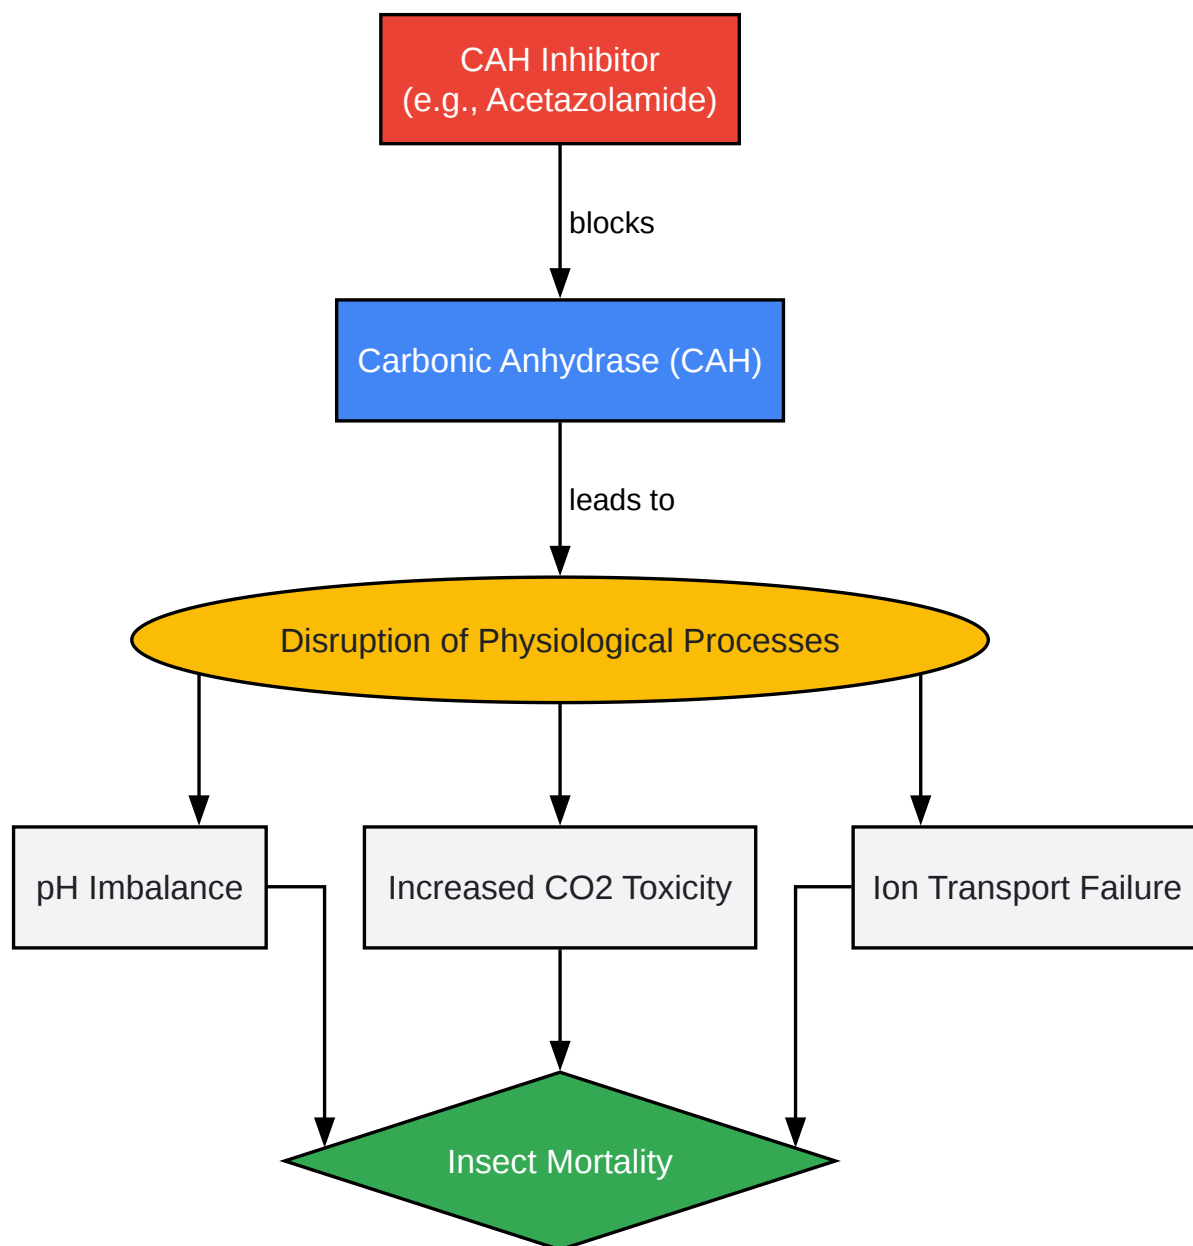 CAH Inhibitor
(e.g., Acetazolamide)
blocks
Carbonic Anhydrase (CAH)
leads to
Disruption of Physiological Processes
pH Imbalance
Increased CO2 Toxicity
Ion Transport Failure
Insect Mortality